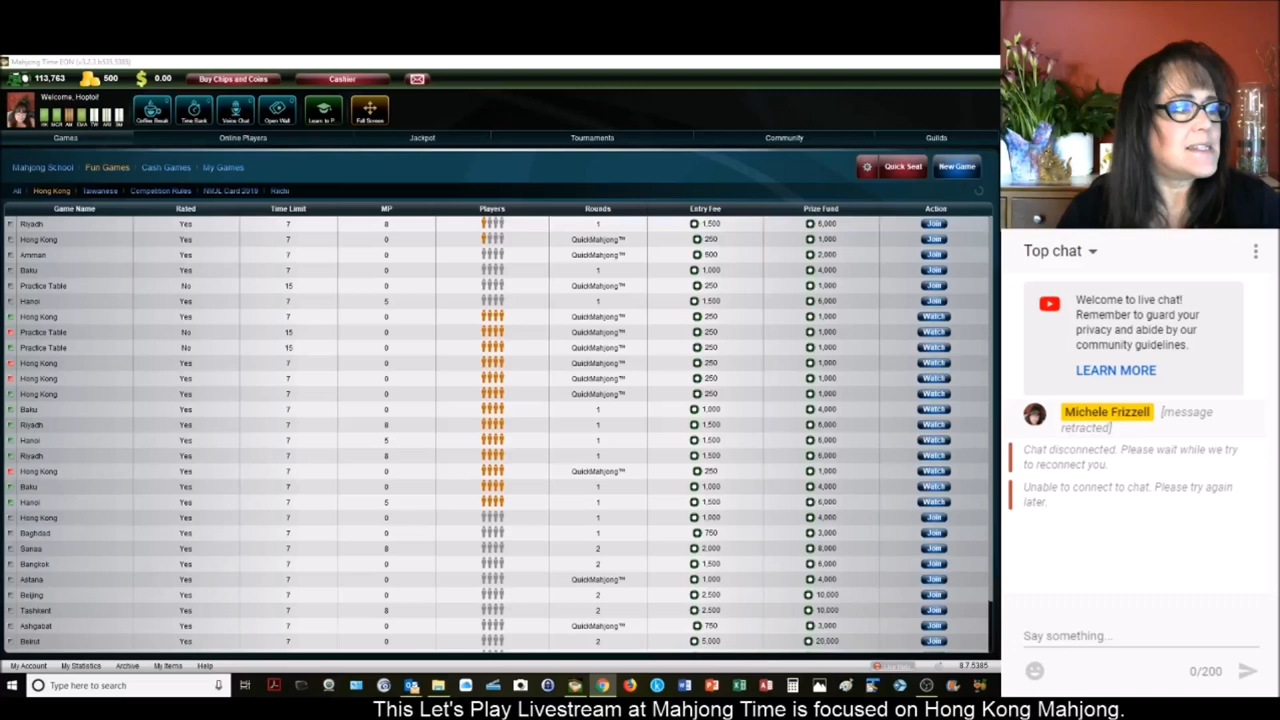 Mahjong Time EON (v3.2.2.h535.5385)
113,763 500 0.00 Buy Chips and Coins Cashier
Welcome, Hoptoi!
HK MCR AM EMA TW ARI SM
Coffee Break Time Bank Voice Chat Open Wall Learn to P... Full Screen
Games Online Players Jackpot Tournaments Community Guilds
Mahjong School Fun Games Cash Games My Games Quick Seat New Game
All Hong Kong Taiwanese Competition Rules NMJL Card 2019 Riichi
Game Name Rated Time Limit MP Players Rounds Entry Fee Prize Fund Action
Riyadh Yes 7 8 1 1,500 6,000 Join
Hong Kong Yes 7 0 QuickMahjong™ 250 1,000 Join
Amman Yes 7 0 QuickMahjong™ 500 2,000 Join
Baku Yes 7 0 1 1,000 4,000 Join
Practice Table No 15 0 QuickMahjong™ 250 1,000 Join
Hanoi Yes 7 5 1 1,500 6,000 Join
Hong Kong Yes 7 0 QuickMahjong™ 250 1,000 Watch
Practice Table No 15 0 QuickMahjong™ 250 1,000 Watch
Practice Table No 15 0 QuickMahjong™ 250 1,000 Watch
Hong Kong Yes 7 0 QuickMahjong™ 250 1,000 Watch
Hong Kong Yes 7 0 QuickMahjong™ 250 1,000 Watch
Hong Kong Yes 7 0 QuickMahjong™ 250 1,000 Watch
Baku Yes 7 0 1 1,000 4,000 Watch
Riyadh Yes 7 8 1 1,500 6,000 Watch
Hanoi Yes 7 5 1 1,500 6,000 Watch
Riyadh Yes 7 8 1 1,500 6,000 Watch
Hong Kong Yes 7 0 QuickMahjong™ 250 1,000 Watch
Baku Yes 7 0 1 1,000 4,000 Watch
Hanoi Yes 7 5 1 1,500 6,000 Watch
Hong Kong Yes 7 0 1 1,000 4,000 Join
Baghdad Yes 7 0 1 750 3,000 Join
Sanaa Yes 7 8 2 2,000 8,000 Join
Bangkok Yes 7 0 2 1,500 6,000 Join
Astana Yes 7 0 QuickMahjong™ 1,000 4,000 Join
Beijing Yes 7 0 2 2,500 10,000 Join
Tashkent Yes 7 8 2 2,500 10,000 Join
Ashgabat Yes 7 0 QuickMahjong™ 750 3,000 Join
Beirut Yes 7 0 2 5,000 20,000 Join
My Account My Statistics Archive My Items Help Live Help 8.7.5385
Type here to search
Top chat
Welcome to live chat!
Remember to guard your
privacy and abide by our
community guidelines.
LEARN MORE
Michele Frizzell [message
retracted]
Chat disconnected. Please wait while we try
to reconnect you.
Unable to connect to chat. Please try again
later.
Say something...
0/200
This Let's Play Livestream at Mahjong Time is focused on Hong Kong Mahjong.